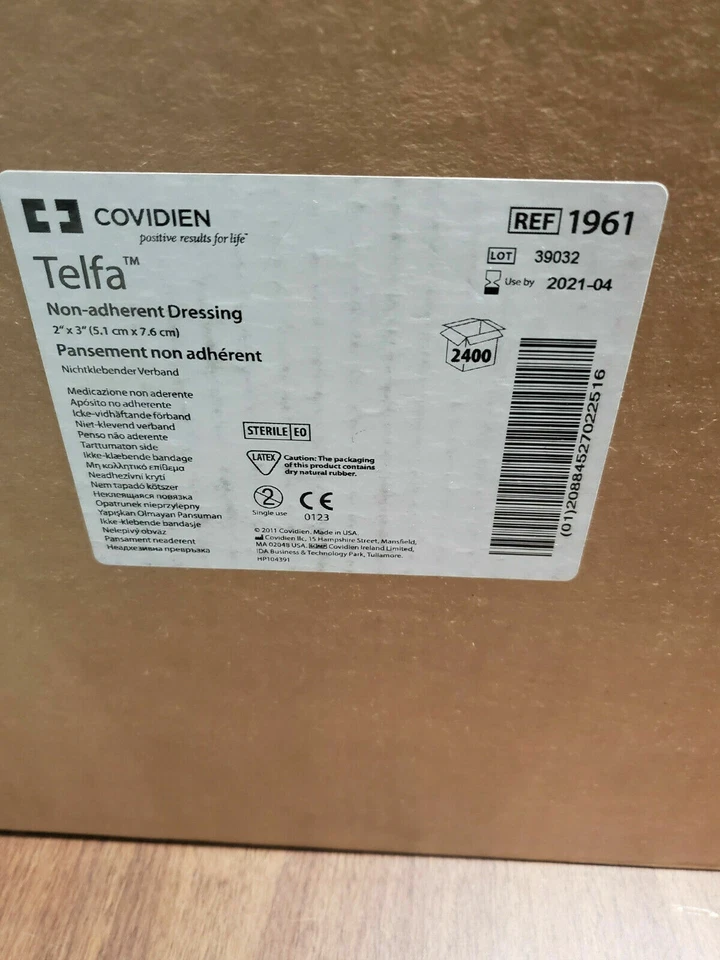 COVIDIEN
positive results for life™
Telfa™
Non-adherent Dressing
2" x 3" (5.1 cm x 7.6 cm)
Pansement non adhérent
Nichtklebender Verband
Medicazione non aderente
Apósito no adherente
Icke-vidhäftande förband
Niet-klevend verband
Penso não aderente
Tarttumaton side
Ikke-klæbende bandage
Μη κολλητικό επίθεμα
Neadhezivní krytí
Nem tapadó kötszer
Неклеящаяся повязка
Opatrunek nieprzylepny
Yapışkan Olmayan Pansuman
Ikke-klebende bandasje
Nelepivý obväz
Pansament neaderent
Неадхезивна превръзка
REF 1961
LOT 39032
Use by 2021-04
2400
STERILE EO
LATEX
Caution: The packaging
of this product contains
dry natural rubber.
2
Single use
CE
0123
© 2011 Covidien. Made in USA.
Covidien llc, 15 Hampshire Street, Mansfield,
MA 02048 USA. Covidien Ireland Limited,
IDA Business & Technology Park, Tullamore.
HP104391
(01)20884527022516